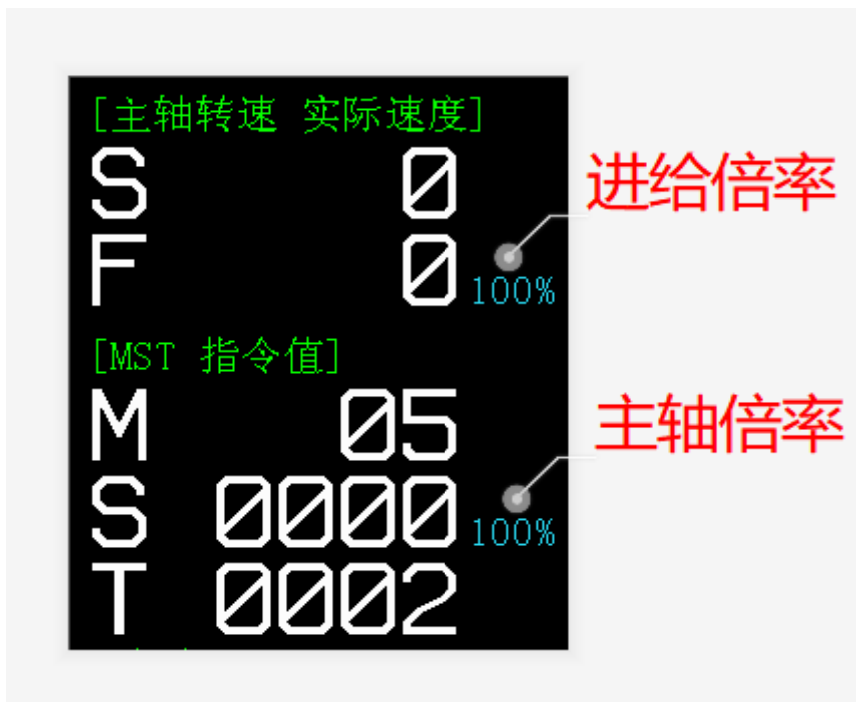 [主轴转速 实际速度]
S 0
进给倍率
F 0 100%
[MST 指令值]
M 05
主轴倍率
S 0000 100%
T 0002